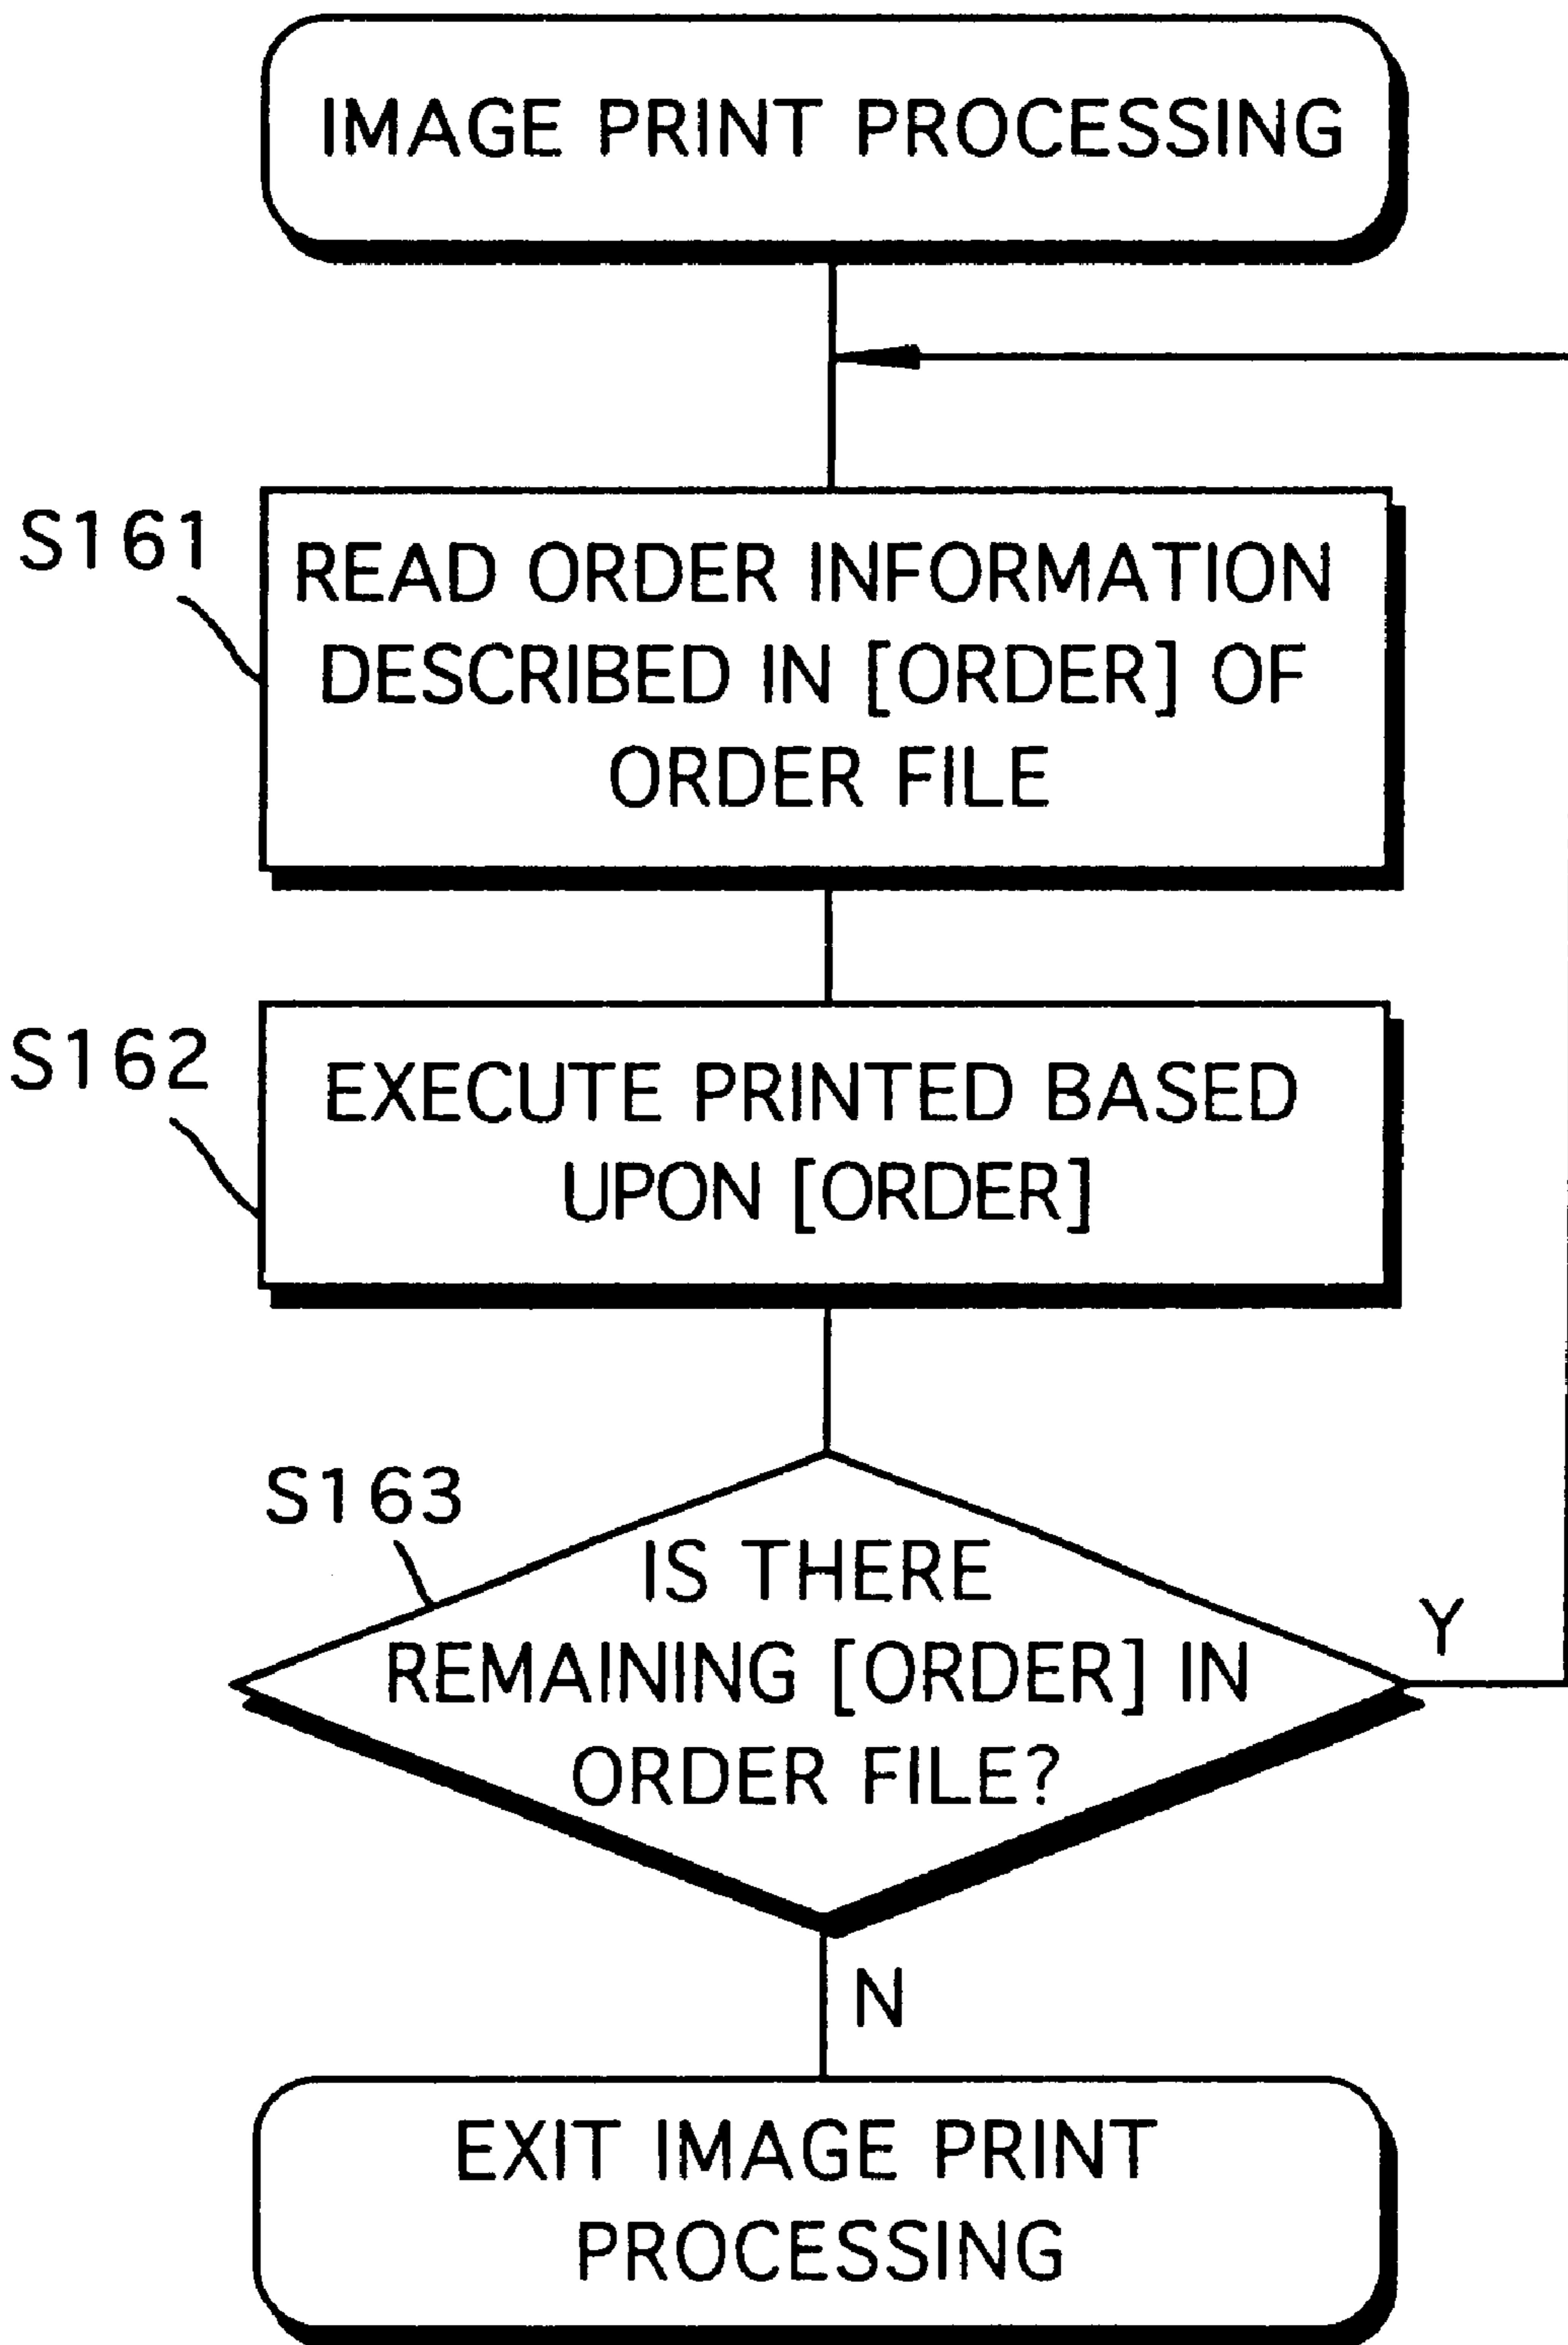 IMAGE PRINT PROCESSING
S161
READ ORDER INFORMATION
DESCRIBED IN [ORDER] OF
ORDER FILE
S162
EXECUTE PRINTED BASED
UPON [ORDER]
S163
IS THERE
REMAINING [ORDER] IN
ORDER FILE?
Y
N
EXIT IMAGE PRINT
PROCESSING